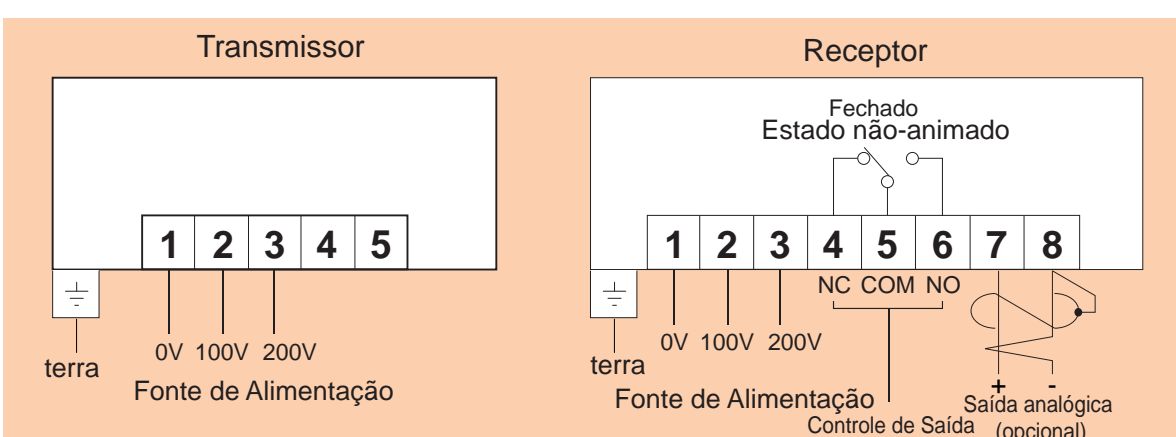 Transmissor
1 2 3 4 5
0V 100V 200V
terra
Fonte de Alimentação
Receptor
Fechado
Estado não-animado
1 2 3 4 5 6 7 8
NC COM NO
0V 100V 200V
terra
Fonte de Alimentação
Controle de Saída
+ -
Saída analógica
(opcional)